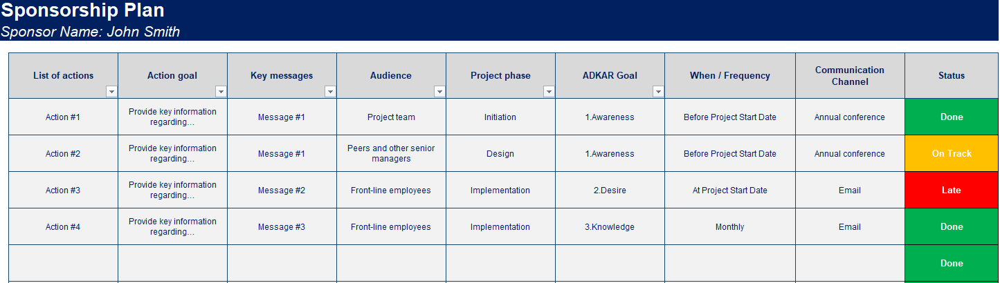 Sponsorship Plan
Sponsor Name: John Smith
List of actions
Action goal
Key messages
Audience
Project phase
ADKAR Goal
When / Frequency
Communication
Channel
Status
Action #1
Provide key information
regarding...
Message #1
Project team
Initiation
1.Awareness
Before Project Start Date
Annual conference
Done
Action #2
Provide key information
regarding...
Message #1
Peers and other senior
managers
Design
1.Awareness
Before Project Start Date
Annual conference
On Track
Action #3
Provide key information
regarding...
Message #2
Front-line employees
Implementation
2.Desire
At Project Start Date
Email
Late
Action #4
Provide key information
regarding...
Message #3
Front-line employees
Implementation
3.Knowledge
Monthly
Email
Done
Done